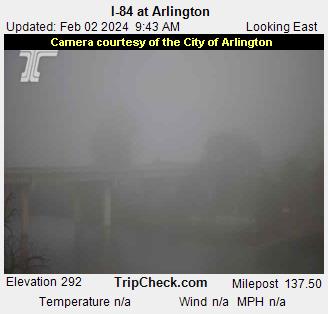 I-84 at Arlington
Updated: Feb 02 2024 9:43 AM Looking East
Camera courtesy of the City of Arlington
Elevation 292 TripCheck.com Milepost 137.50
Temperature n/a Wind n/a MPH n/a